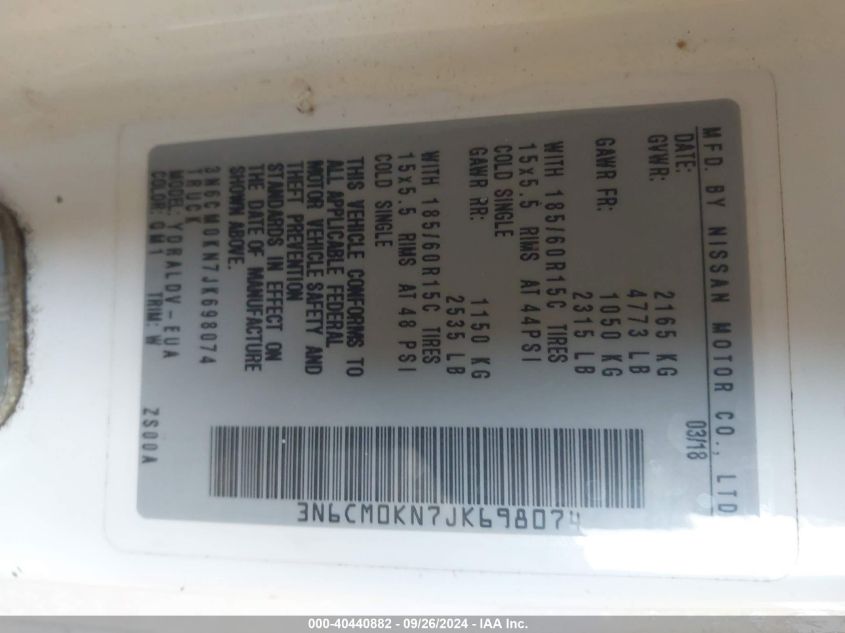 MFD. BY NISSAN MOTOR CO., LTD
DATE: 03/18
GVWR: 2165 KG
4773 LB
GAWR FR: 1050 KG
2315 LB
WITH 185/60R15C TIRES
15x5.5 RIMS AT 44PSI
COLD SINGLE
GAWR RR: 1150 KG
2535 LB
WITH 185/60R15C TIRES
15x5.5 RIMS AT 48 PSI
COLD SINGLE
THIS VEHICLE CONFORMS TO
ALL APPLICABLE FEDERAL
MOTOR VEHICLE SAFETY AND
THEFT PREVENTION
STANDARDS IN EFFECT ON
THE DATE OF MANUFACTURE
SHOWN ABOVE.
3N6CM0KN7JK698074
TRUCK
MODEL: YDRALDV-EUA
COLOR: QM1 TRIM: W
ZS00A
3N6CM0KN7JK698074
000-40440882 - 09/26/2024 - IAA Inc.